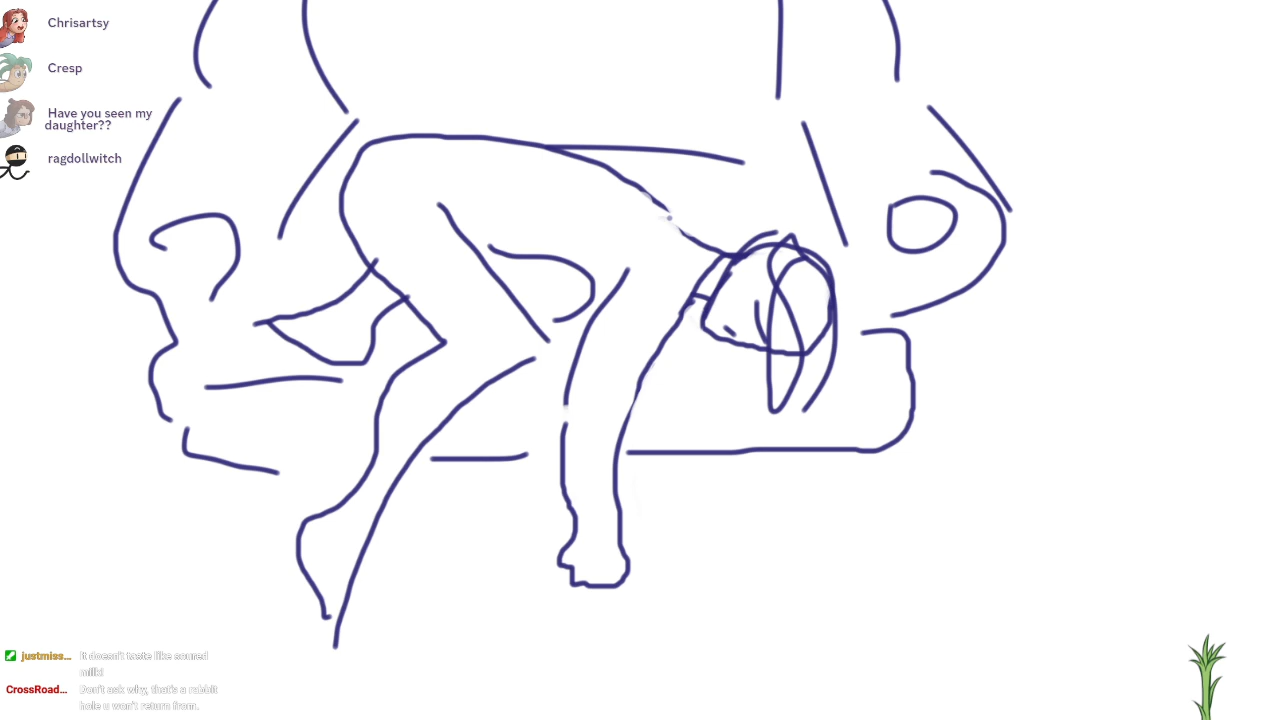 Chrisartsy
Cresp
Have you seen my
daughter??
ragdollwitch
justmiss... It doesn't taste like soured
milk!
CrossRoad... Don't ask why, that's a rabbit
hole u won't return from.